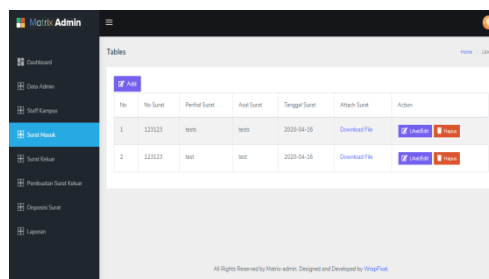 Matrix Admin
Tables
Home / Lib
Dashboard
Data Admin
Staff Kampus
Surat Masuk
Surat Keluar
Pembuatan Surat Keluar
Disposisi Surat
Laporan
Add
No No Surat Perihal Surat Asal Surat Tanggal Surat Attach Surat Action
1 123123 tests tests 2020-04-16 Download File Lihat/Edit Hapus
2 123123 test test 2020-04-16 Download File Lihat/Edit Hapus
All Rights Reserved by Matrix-admin. Designed and Developed by WrapPixel.